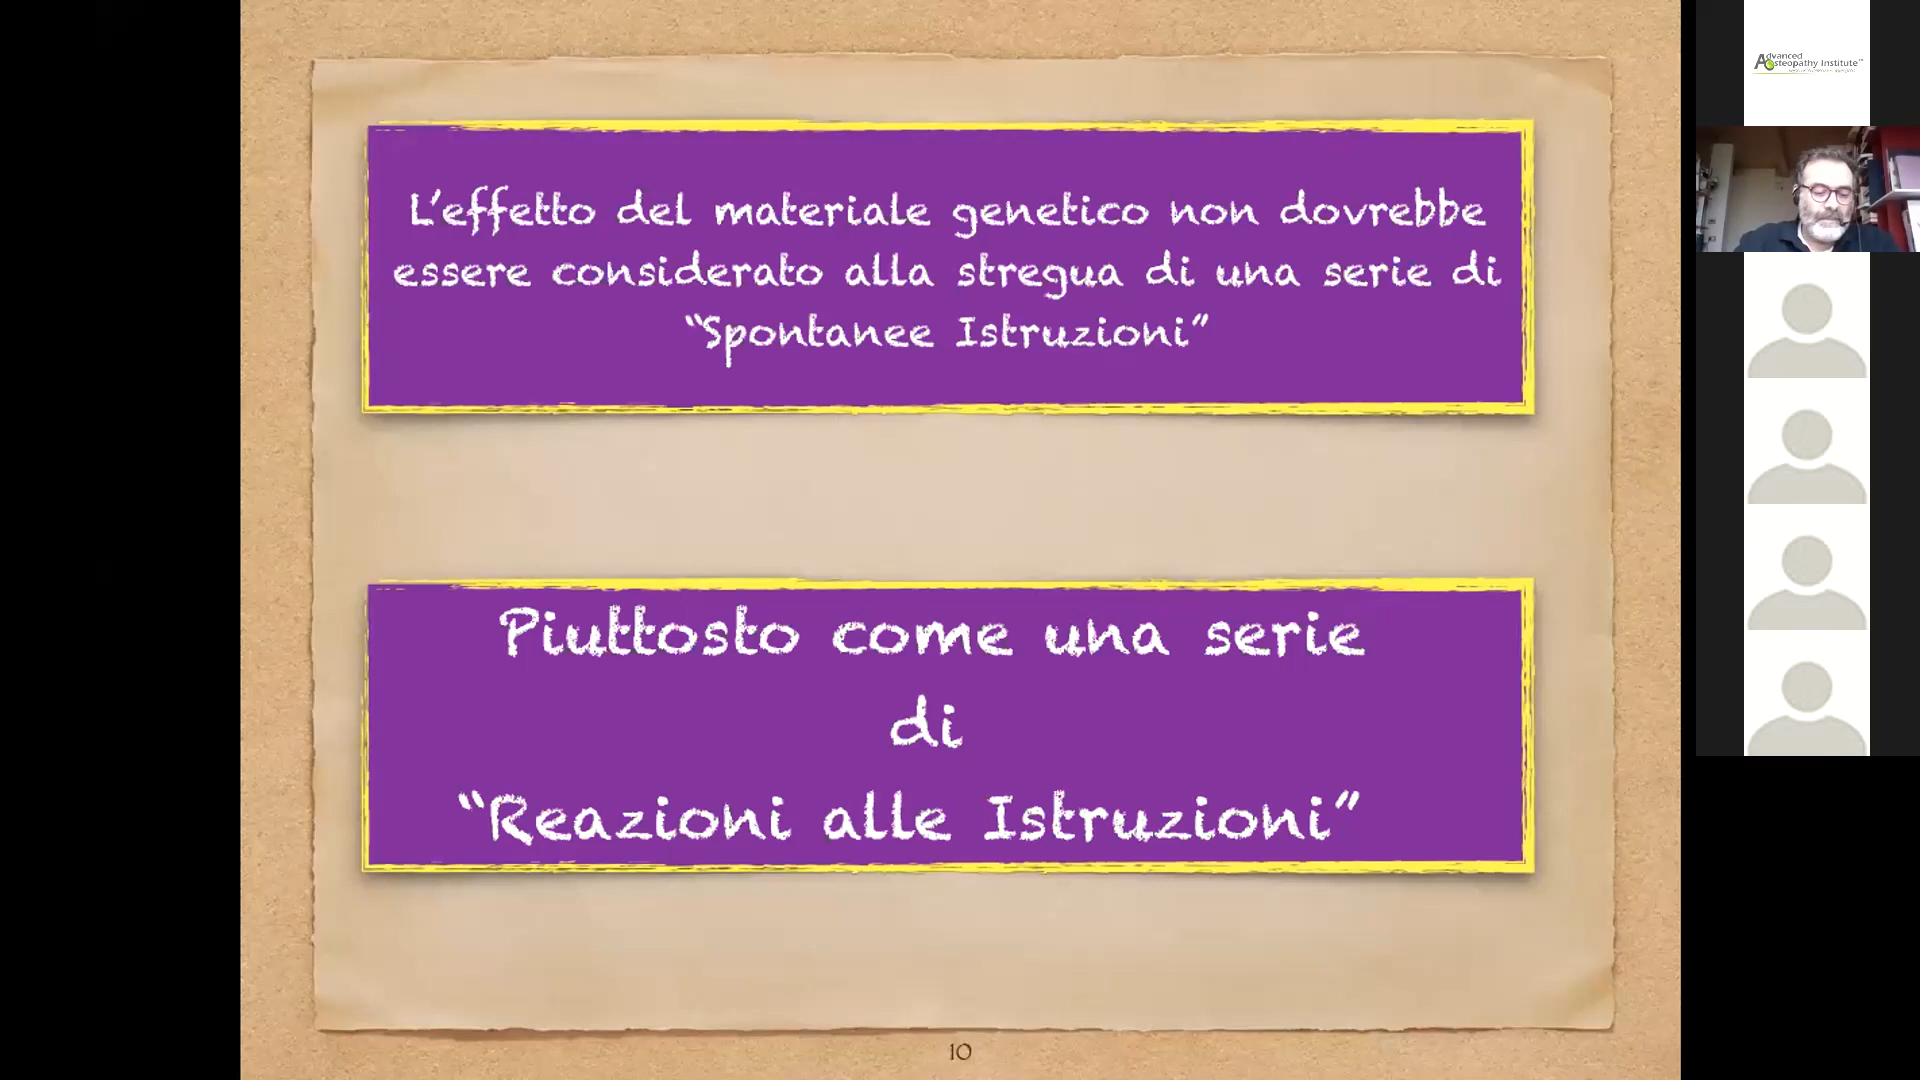 L'effetto del materiale genetico non dovrebbe
essere considerato alla stregua di una serie di
“Spontanee Istruzioni”
Piuttosto come una serie
di
“Reazioni alle Istruzioni”
10
Advanced
Osteopathy Institute™